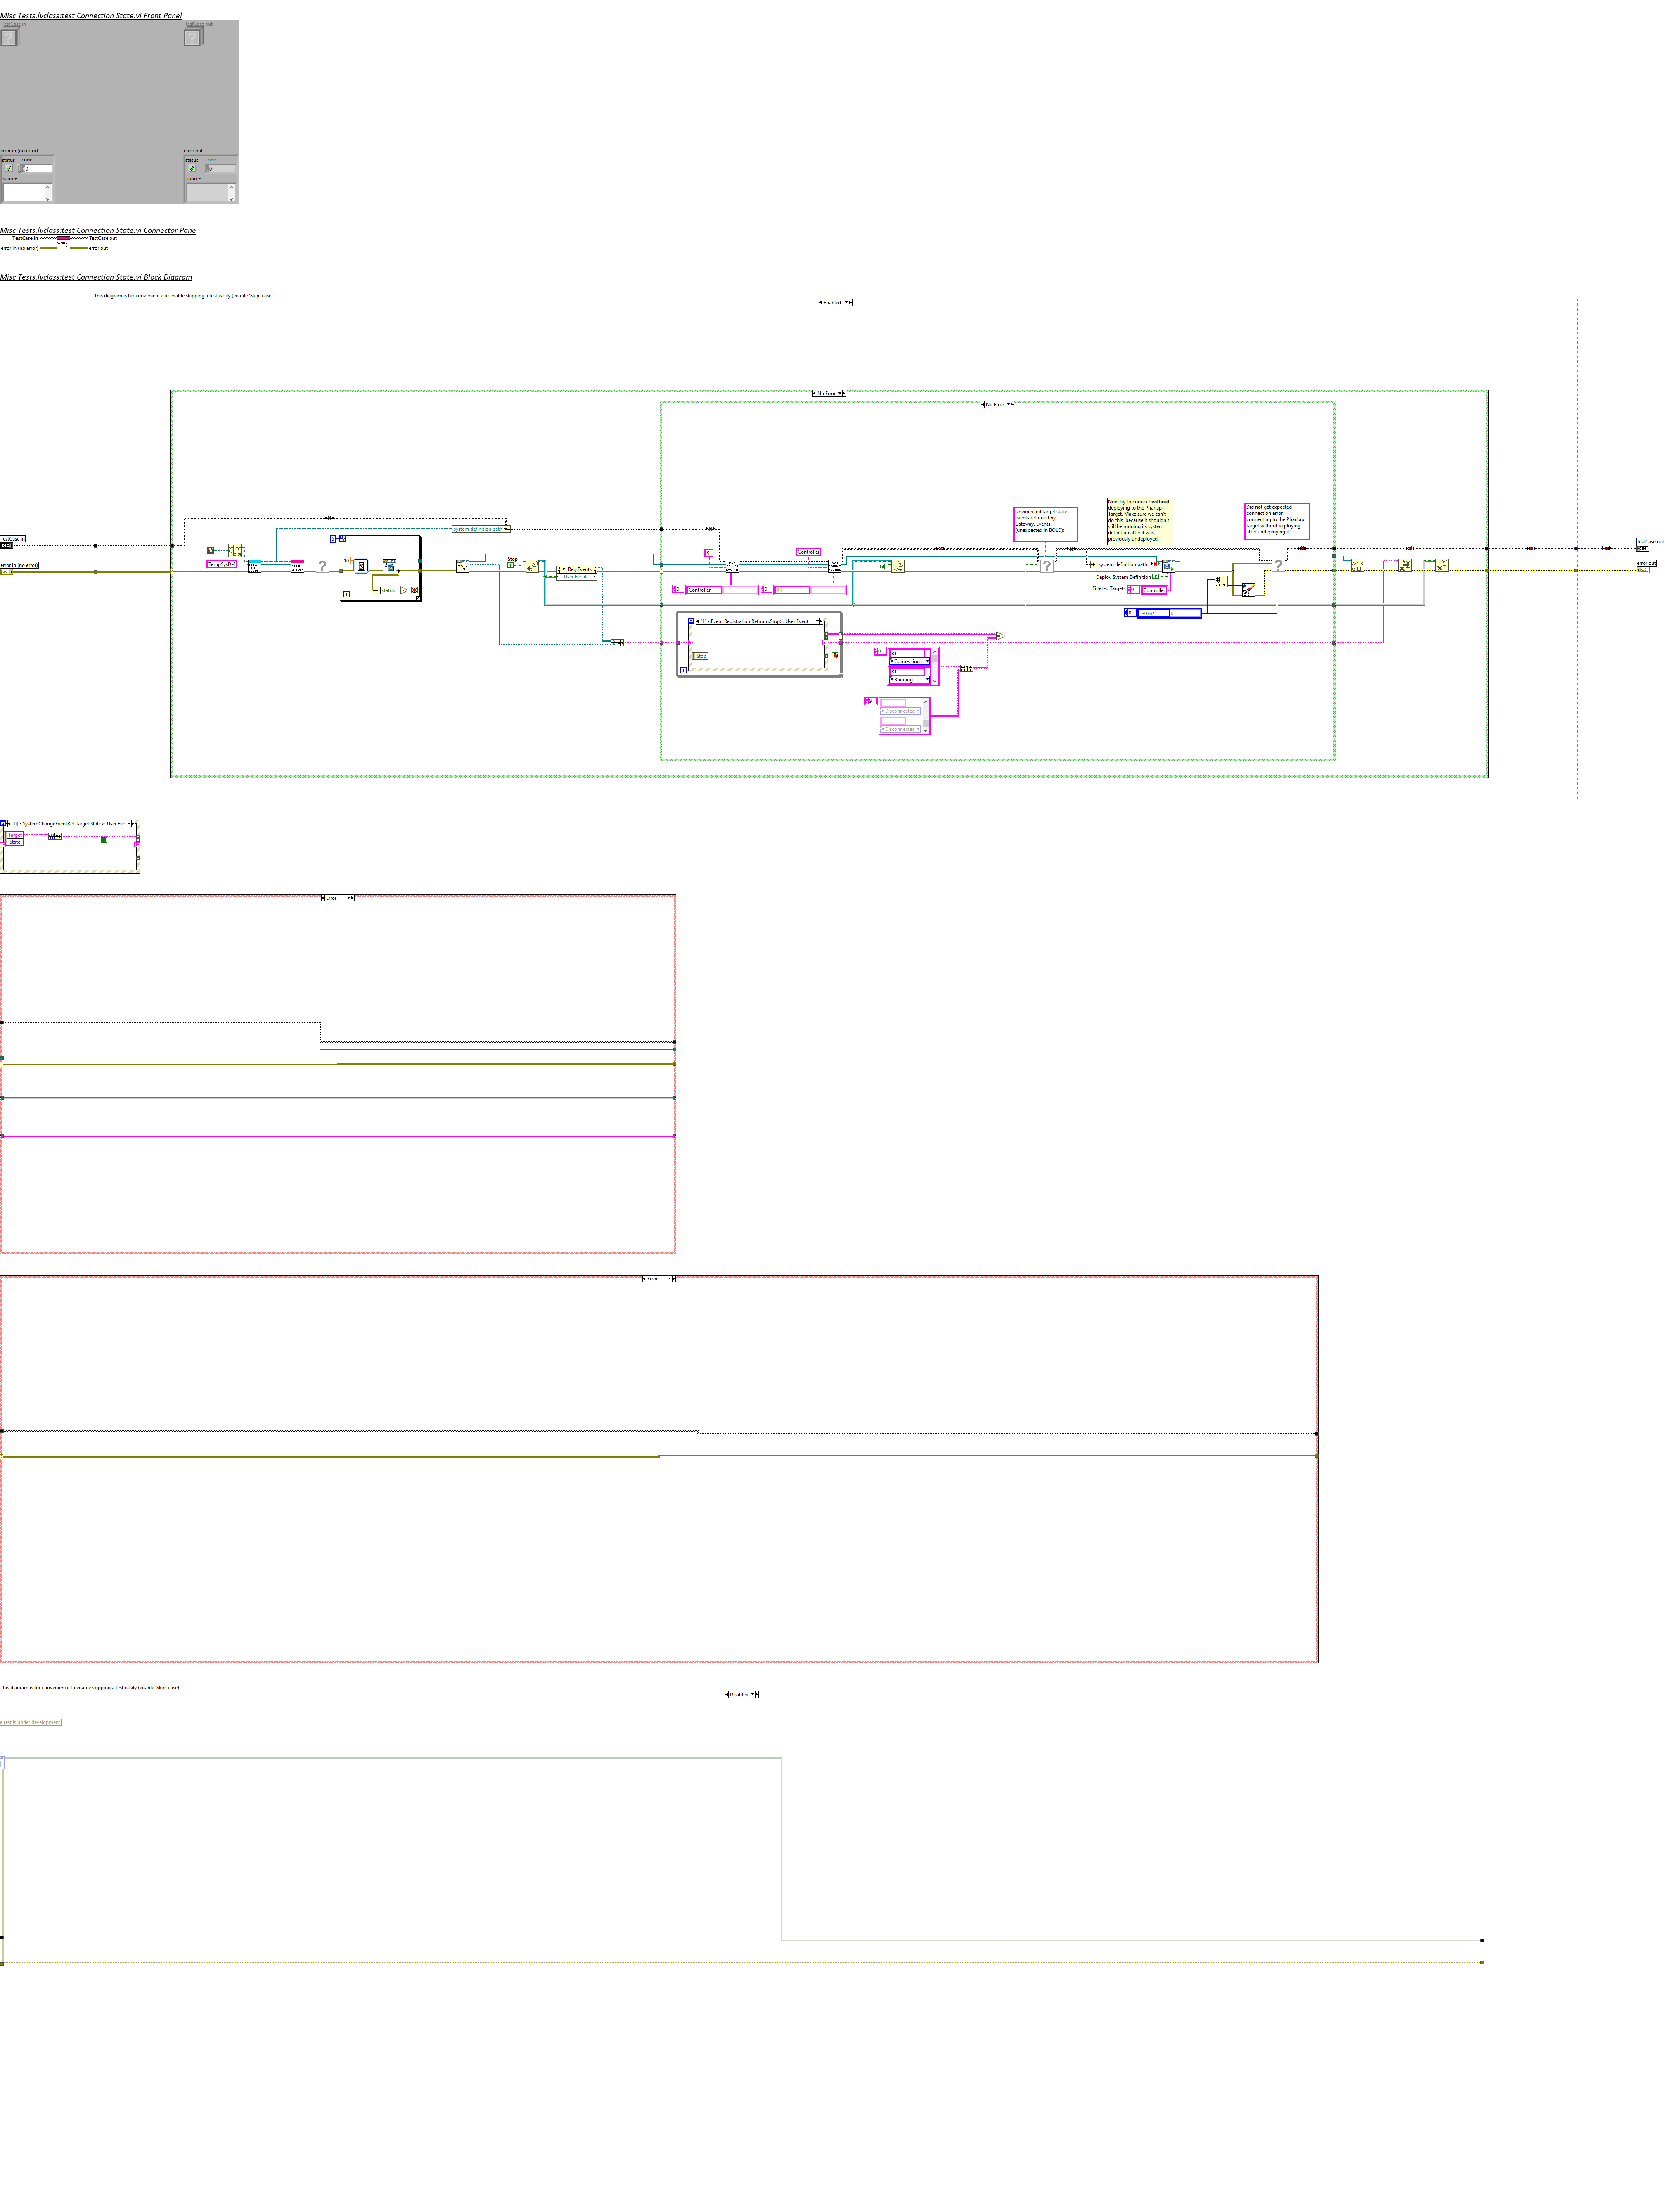 Misc Tests.lvclass:test Connection State.vi Front Panel
TestCase in
TestCase out
error in (no error)
error out
status
code
status
code
0
0
source
source
Misc Tests.lvclass:test Connection State.vi Connector Pane
TestCase in
TestCase out
error in (no error)
error out
Misc Tests.lvclass:test Connection State.vi Block Diagram
This diagram is for convenience to enable skipping a test easily (enable 'Skip' case)
Enabled
No Error
No Error
Unexpected target state
events returned by
Gateway. Events
(unexpected in BOLD):
Now try to connect without
deploying to the Pharlap
Target. Make sure we can't
do this, because it shouldn't
still be running its system
definition after it was
previously undeployed.
Did not get expected
connection error
connecting to the PharLap
target without deploying
after undeploying it!
system definition path
TestCase in
TestCase out
error in (no error)
error out
TempSysDef
Stop
Reg Events
User Event
status
RT
Controller
Controller
RT
system definition path
Deploy System Definition
Filtered Targets
Controller
-307671
[1] <Event Registration Refnum.Stop>: User Event
Stop
RT
Connecting
RT
Running
Disconnected
Disconnected
[0] <SystemChangeEventRef.Target State>: User Eve
Target
State
Error
Error
This diagram is for convenience to enable skipping a test easily (enable 'Skip' case)
Disabled
e test is under development